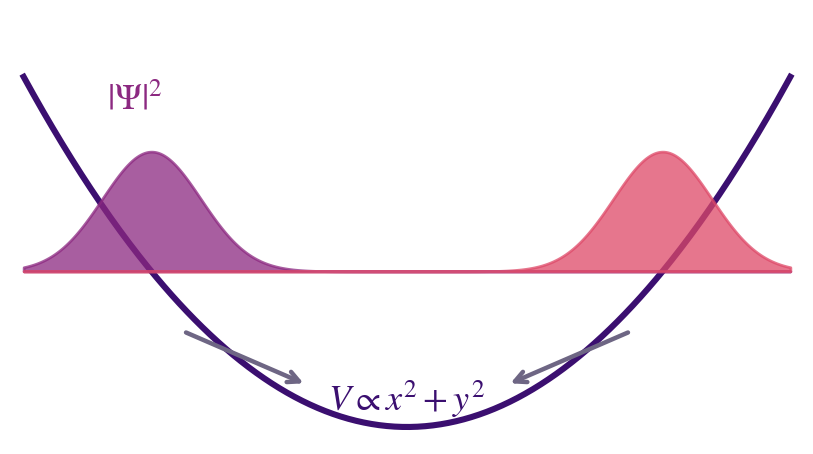 |Ψ|²
V ∝ x² + y²